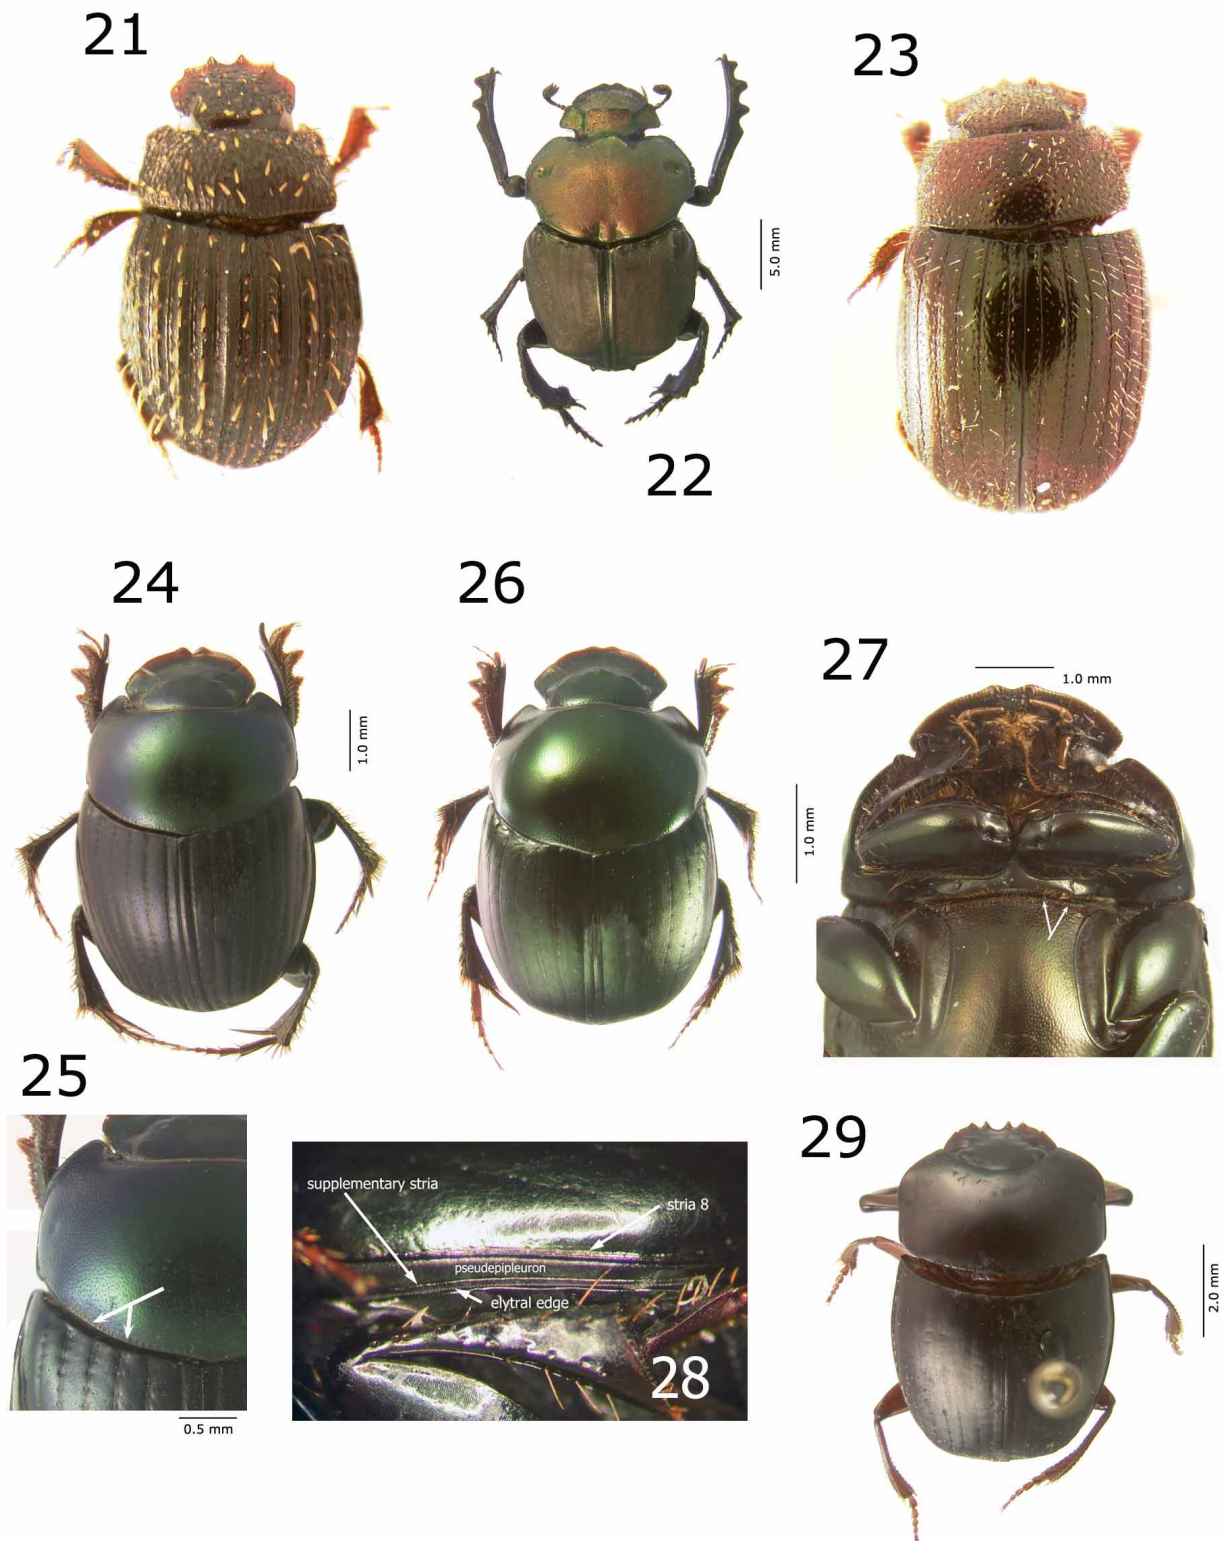 21
22
23
5.0 mm
24
26
27
1.0 mm
1.0 mm
1.0 mm
25
0.5 mm
supplementary stria
stria 8
pseudepipleuron
elytral edge
28
29
2.0 mm